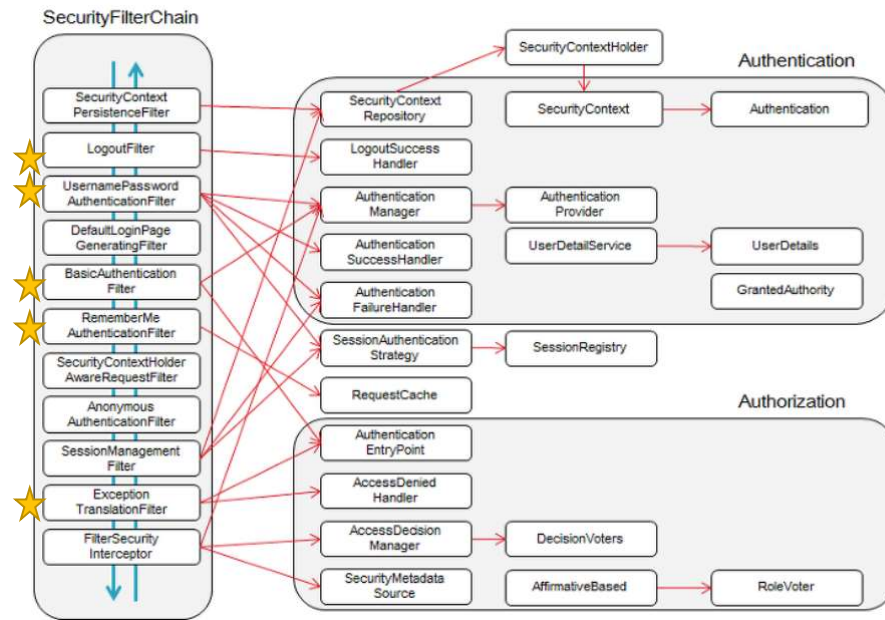 SecurityFilterChain
SecurityContext
PersistenceFilter
LogoutFilter
UsernamePassword
AuthenticationFilter
DefaultLoginPage
GeneratingFilter
BasicAuthentication
Filter
RememberMe
AuthenticationFilter
SecurityContextHolder
AwareRequestFilter
Anonymous
AuthenticationFilter
SessionManagement
Filter
Exception
TranslationFilter
FilterSecurity
Interceptor
SecurityContextHolder
Authentication
SecurityContext
Repository
SecurityContext
Authentication
LogoutSuccess
Handler
Authentication
Manager
Authentication
Provider
Authentication
SuccessHandler
UserDetailService
UserDetails
Authentication
FailureHandler
GrantedAuthority
SessionAuthentication
Strategy
SessionRegistry
RequestCache
Authorization
Authentication
EntryPoint
AccessDenied
Handler
AccessDecision
Manager
DecisionVoters
SecurityMetadata
Source
AffirmativeBased
RoleVoter